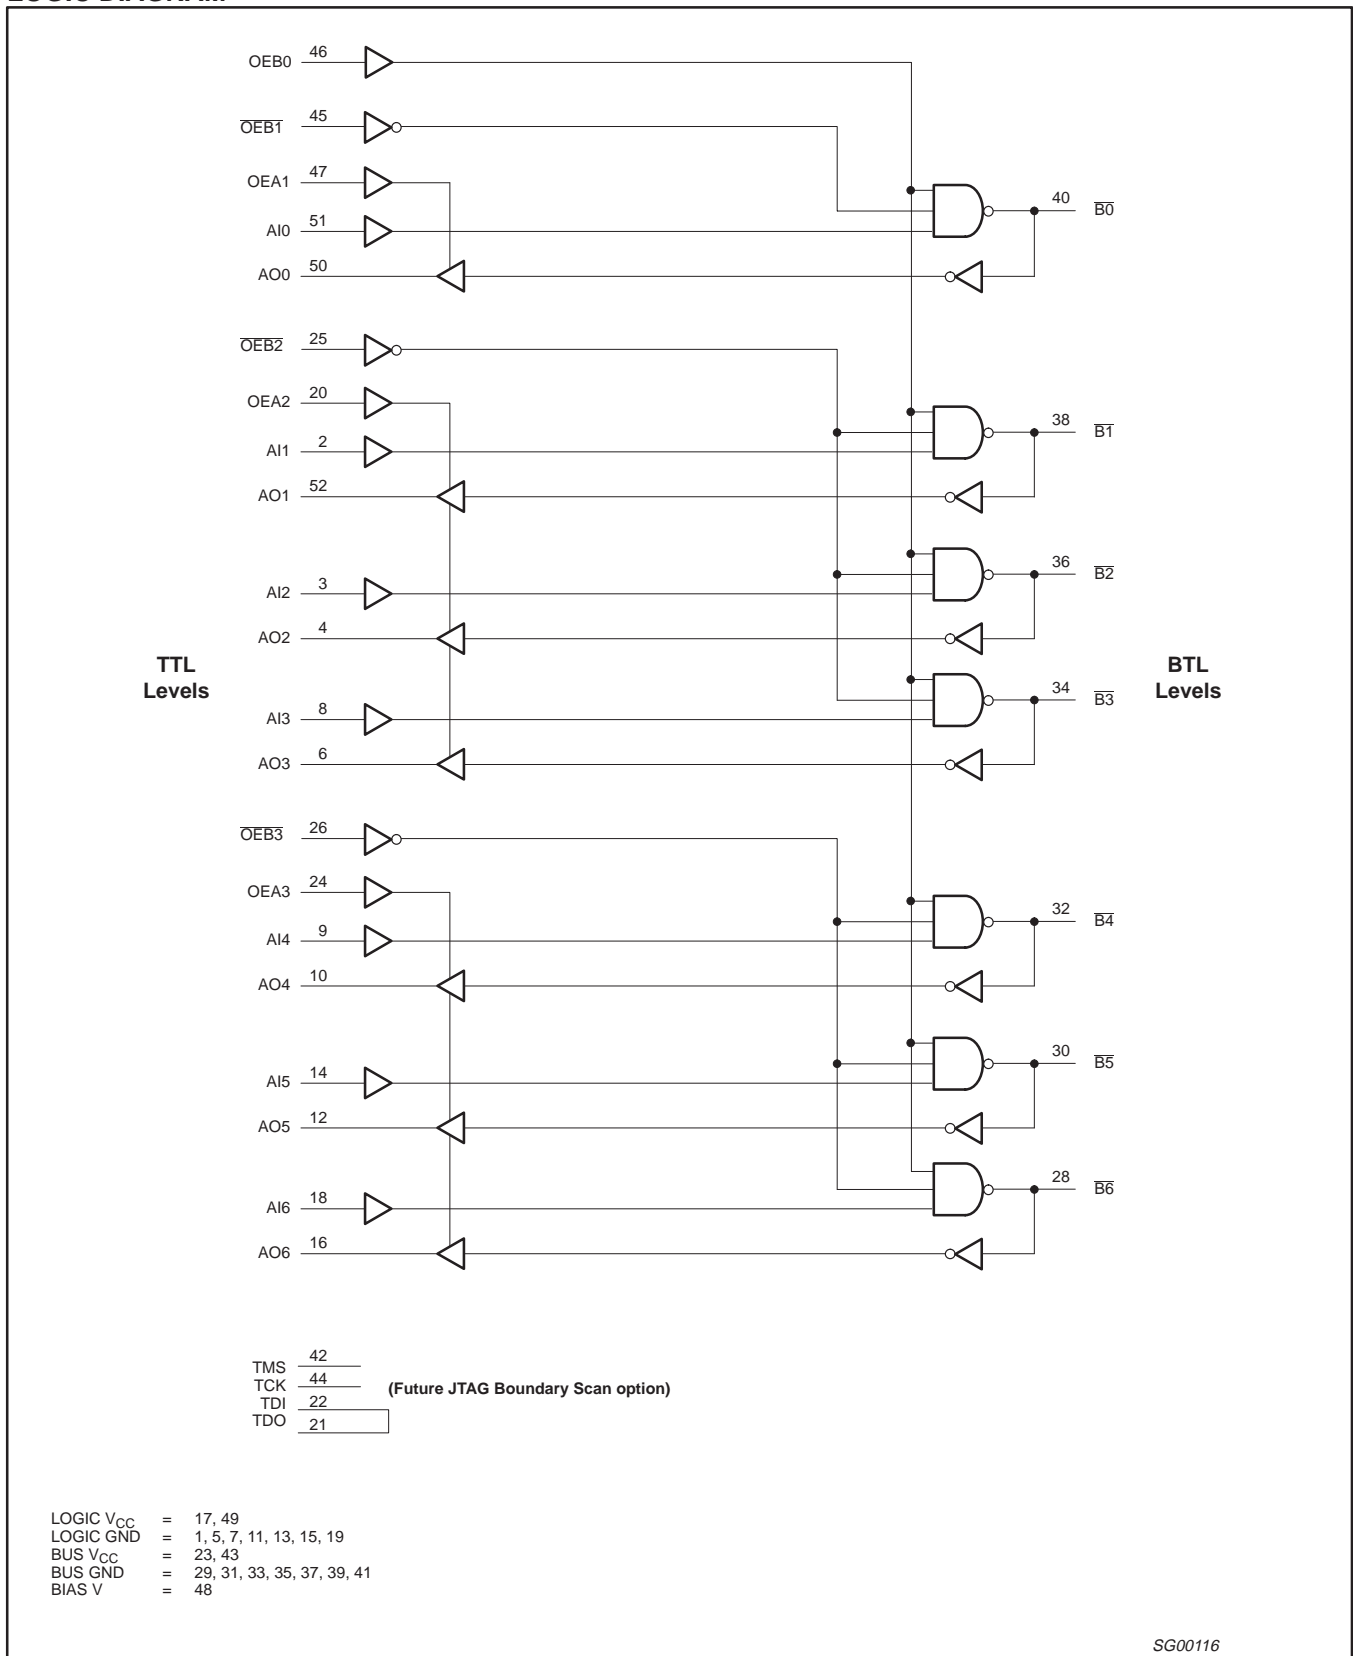 LOGIC DIAGRAM
OEB0 46
OEB1 45
OEA1 47
40 B0
AI0 51
AO0 50
OEB2 25
OEA2 20
38 B1
AI1 2
AO1 52
36 B2
AI2 3
AO2 4
TTL
Levels
BTL
Levels
34 B3
AI3 8
AO3 6
OEB3 26
OEA3 24
32 B4
AI4 9
AO4 10
30 B5
AI5 14
AO5 12
28 B6
AI6 18
AO6 16
TMS 42
TCK 44
(Future JTAG Boundary Scan option)
TDI 22
TDO 21
LOGIC VCC = 17, 49
LOGIC GND = 1, 5, 7, 11, 13, 15, 19
BUS VCC = 23, 43
BUS GND = 29, 31, 33, 35, 37, 39, 41
BIAS V = 48
SG00116